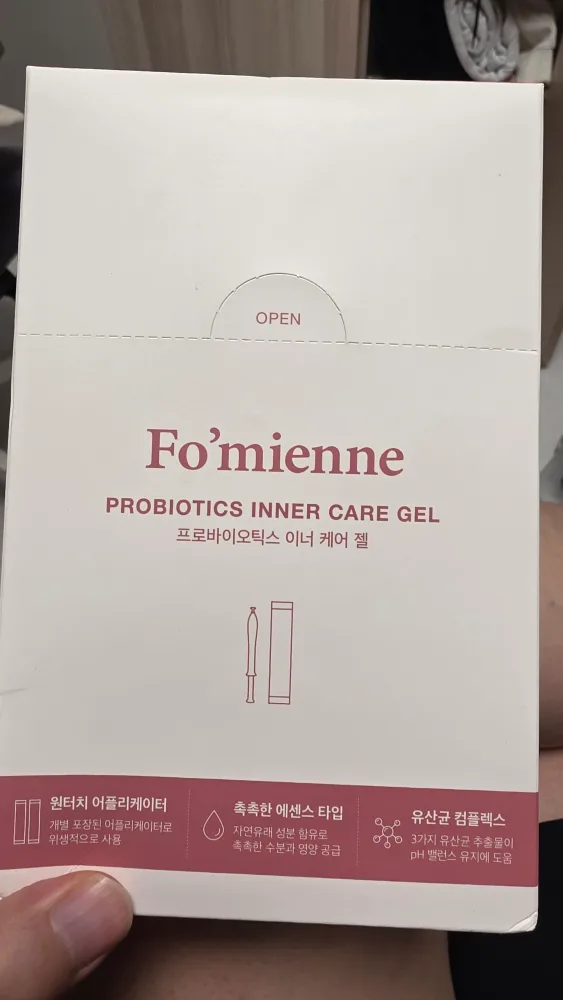 OPEN
Fo’mienne
PROBIOTICS INNER CARE GEL
프로바이오틱스 이너 케어 젤
원터치 어플리케이터
개별 포장된 어플리케이터로
위생적으로 사용
촉촉한 에센스 타입
자연유래 성분 함유로
촉촉한 수분과 영양 공급
유산균 컴플렉스
3가지 유산균 추출물이
pH 밸런스 유지에 도움